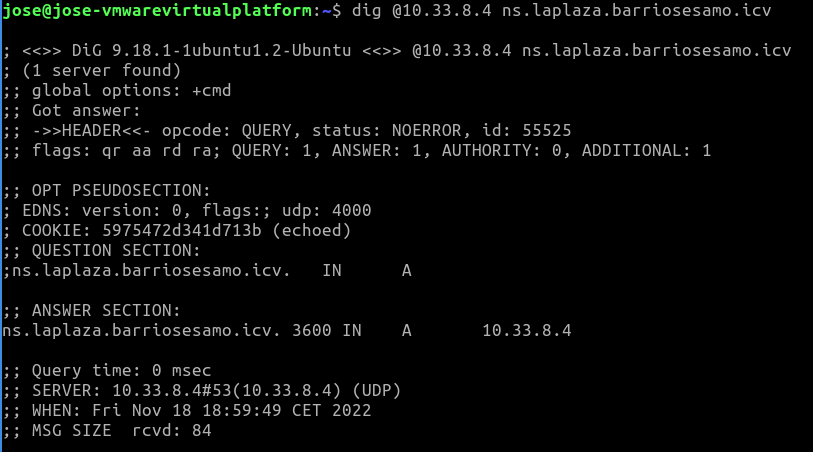 jose@jose-vmwarevirtualplatform:~$ dig @10.33.8.4 ns.laplaza.barriosesamo.icv
; <<>> DiG 9.18.1-1ubuntu1.2-Ubuntu <<>> @10.33.8.4 ns.laplaza.barriosesamo.icv
; (1 server found)
;; global options: +cmd
;; Got answer:
;; ->>HEADER<<- opcode: QUERY, status: NOERROR, id: 55525
;; flags: qr aa rd ra; QUERY: 1, ANSWER: 1, AUTHORITY: 0, ADDITIONAL: 1
;; OPT PSEUDOSECTION:
; EDNS: version: 0, flags:; udp: 4000
; COOKIE: 5975472d341d713b (echoed)
;; QUESTION SECTION:
;ns.laplaza.barriosesamo.icv.   IN      A
;; ANSWER SECTION:
ns.laplaza.barriosesamo.icv. 3600 IN    A       10.33.8.4
;; Query time: 0 msec
;; SERVER: 10.33.8.4#53(10.33.8.4) (UDP)
;; WHEN: Fri Nov 18 18:59:49 CET 2022
;; MSG SIZE  rcvd: 84